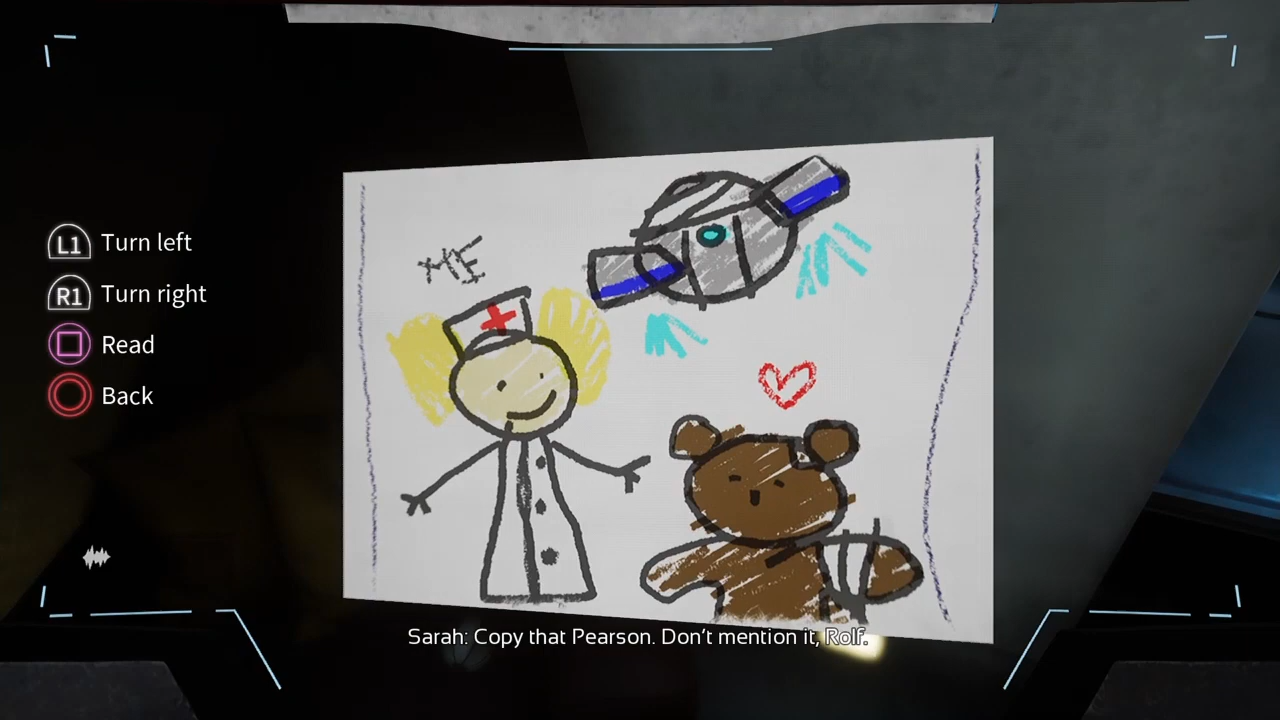 L1 Turn left
R1 Turn right
Read
Back
ME
Sarah: Copy that Pearson. Don't mention it, Rolf.